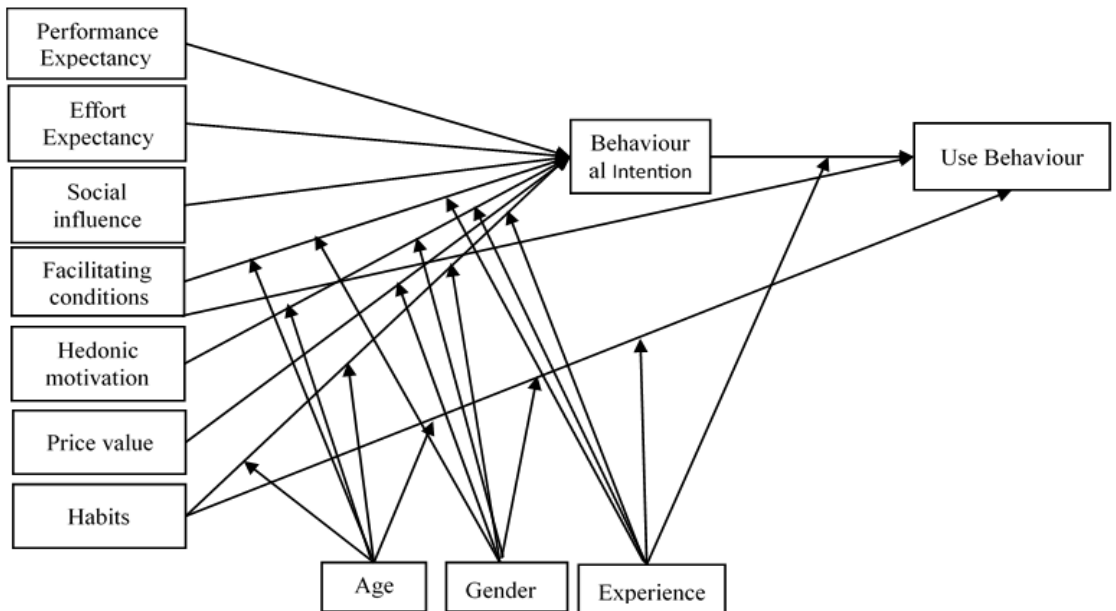 Performance
Expectancy
Effort
Expectancy
Social
influence
Facilitating
conditions
Hedonic
motivation
Price value
Habits
Behaviour
al Intention
Use Behaviour
Age
Gender
Experience